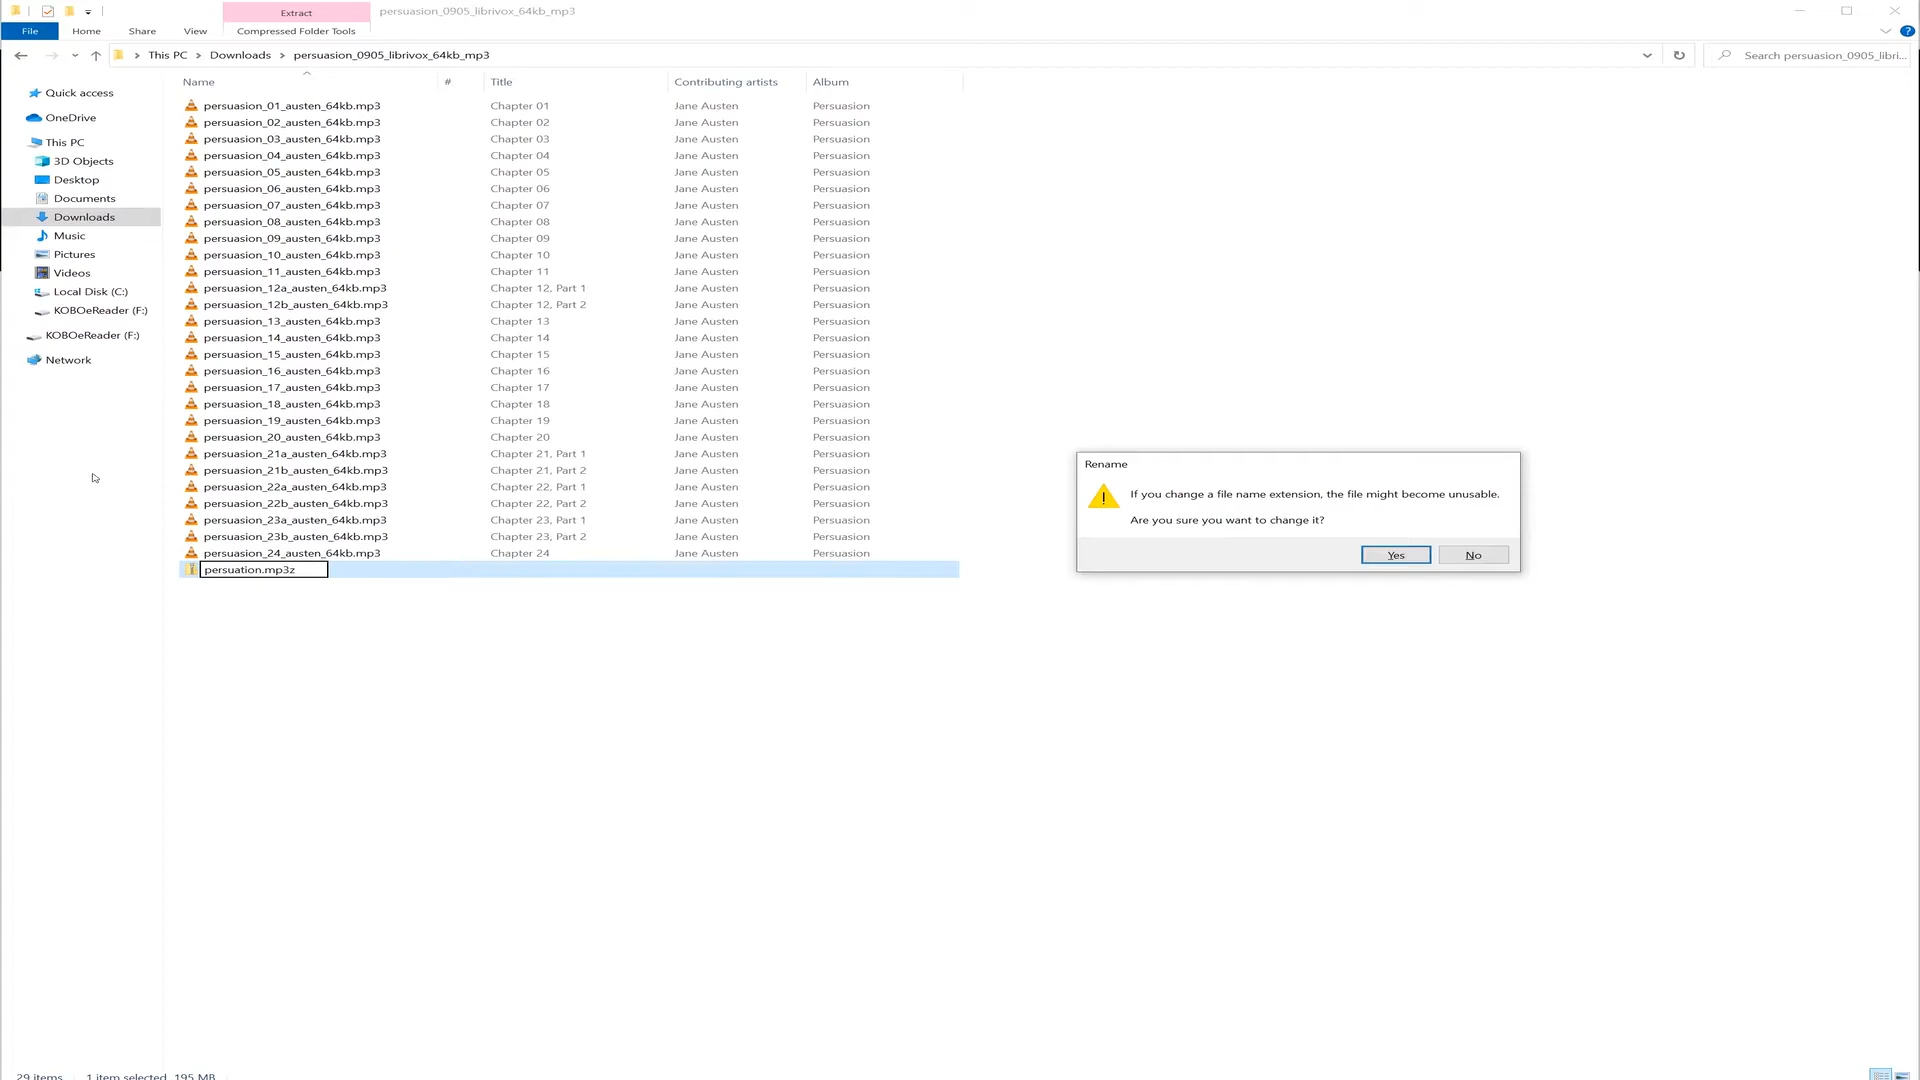 Extract
persuasion_0905_librivox_64kb_mp3
File Home Share View Compressed Folder Tools
This PC > Downloads > persuasion_0905_librivox_64kb_mp3
Search persuasion_0905_libri...
Quick access
OneDrive
This PC
3D Objects
Desktop
Documents
Downloads
Music
Pictures
Videos
Local Disk (C:)
KOBOeReader (F:)
KOBOeReader (F:)
Network
Name # Title Contributing artists Album
persuasion_01_austen_64kb.mp3 Chapter 01 Jane Austen Persuasion
persuasion_02_austen_64kb.mp3 Chapter 02 Jane Austen Persuasion
persuasion_03_austen_64kb.mp3 Chapter 03 Jane Austen Persuasion
persuasion_04_austen_64kb.mp3 Chapter 04 Jane Austen Persuasion
persuasion_05_austen_64kb.mp3 Chapter 05 Jane Austen Persuasion
persuasion_06_austen_64kb.mp3 Chapter 06 Jane Austen Persuasion
persuasion_07_austen_64kb.mp3 Chapter 07 Jane Austen Persuasion
persuasion_08_austen_64kb.mp3 Chapter 08 Jane Austen Persuasion
persuasion_09_austen_64kb.mp3 Chapter 09 Jane Austen Persuasion
persuasion_10_austen_64kb.mp3 Chapter 10 Jane Austen Persuasion
persuasion_11_austen_64kb.mp3 Chapter 11 Jane Austen Persuasion
persuasion_12a_austen_64kb.mp3 Chapter 12, Part 1 Jane Austen Persuasion
persuasion_12b_austen_64kb.mp3 Chapter 12, Part 2 Jane Austen Persuasion
persuasion_13_austen_64kb.mp3 Chapter 13 Jane Austen Persuasion
persuasion_14_austen_64kb.mp3 Chapter 14 Jane Austen Persuasion
persuasion_15_austen_64kb.mp3 Chapter 15 Jane Austen Persuasion
persuasion_16_austen_64kb.mp3 Chapter 16 Jane Austen Persuasion
persuasion_17_austen_64kb.mp3 Chapter 17 Jane Austen Persuasion
persuasion_18_austen_64kb.mp3 Chapter 18 Jane Austen Persuasion
persuasion_19_austen_64kb.mp3 Chapter 19 Jane Austen Persuasion
persuasion_20_austen_64kb.mp3 Chapter 20 Jane Austen Persuasion
persuasion_21a_austen_64kb.mp3 Chapter 21, Part 1 Jane Austen Persuasion
persuasion_21b_austen_64kb.mp3 Chapter 21, Part 2 Jane Austen Persuasion
persuasion_22a_austen_64kb.mp3 Chapter 22, Part 1 Jane Austen Persuasion
persuasion_22b_austen_64kb.mp3 Chapter 22, Part 2 Jane Austen Persuasion
persuasion_23a_austen_64kb.mp3 Chapter 23, Part 1 Jane Austen Persuasion
persuasion_23b_austen_64kb.mp3 Chapter 23, Part 2 Jane Austen Persuasion
persuasion_24_austen_64kb.mp3 Chapter 24 Jane Austen Persuasion
persuation.mp3z
Rename
If you change a file name extension, the file might become unusable.
Are you sure you want to change it?
Yes No
29 items 1 item selected 195 MB